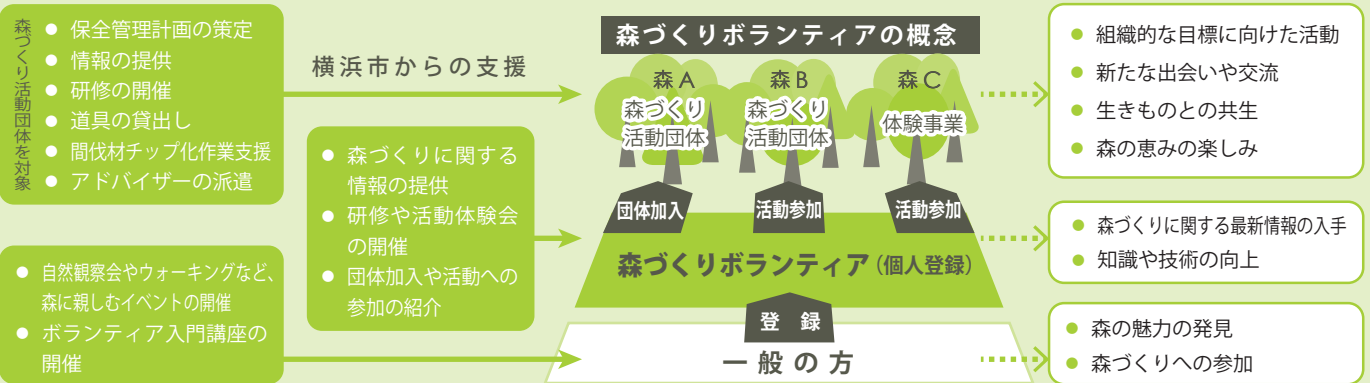 森づくり活動団体を対象
● 保全管理計画の策定
● 情報の提供
● 研修の開催
● 道具の貸出し
● 間伐材チップ化作業支援
● アドバイザーの派遣
横浜市からの支援
● 森づくりに関する
情報の提供
● 研修や活動体験会
の開催
● 団体加入や活動への
参加の紹介
● 自然観察会やウォーキングなど、
森に親しむイベントの開催
● ボランティア入門講座の
開催
森づくりボランティアの概念
森A
森づくり
活動団体
森B
森づくり
活動団体
森C
体験事業
団体加入
活動参加
活動参加
森づくりボランティア(個人登録)
登 録
一般の方
● 組織的な目標に向けた活動
● 新たな出会いや交流
● 生きものとの共生
● 森の恵みの楽しみ
● 森づくりに関する最新情報の入手
● 知識や技術の向上
● 森の魅力の発見
● 森づくりへの参加